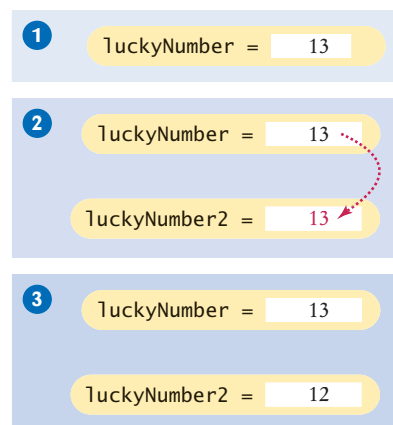 1
luckyNumber = 13
2
luckyNumber = 13
luckyNumber2 = 13
3
luckyNumber = 13
luckyNumber2 = 12